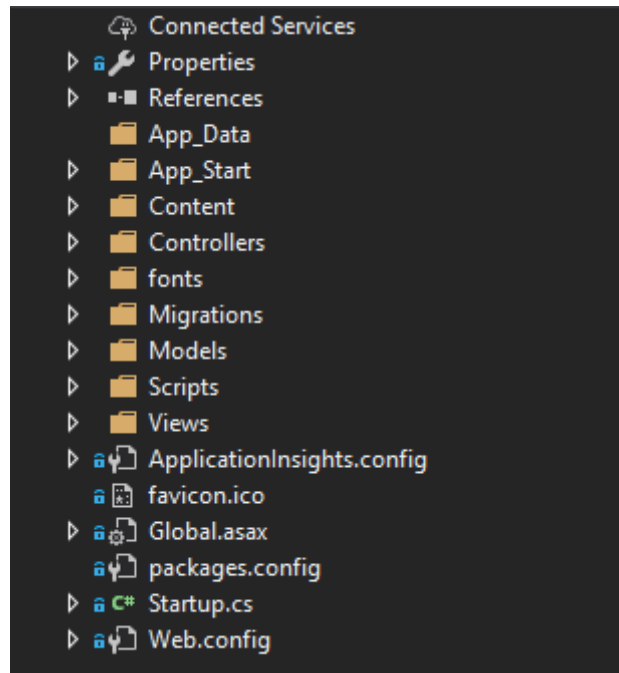 Connected Services
Properties
References
App_Data
App_Start
Content
Controllers
fonts
Migrations
Models
Scripts
Views
ApplicationInsights.config
favicon.ico
Global.asax
packages.config
C# Startup.cs
Web.config